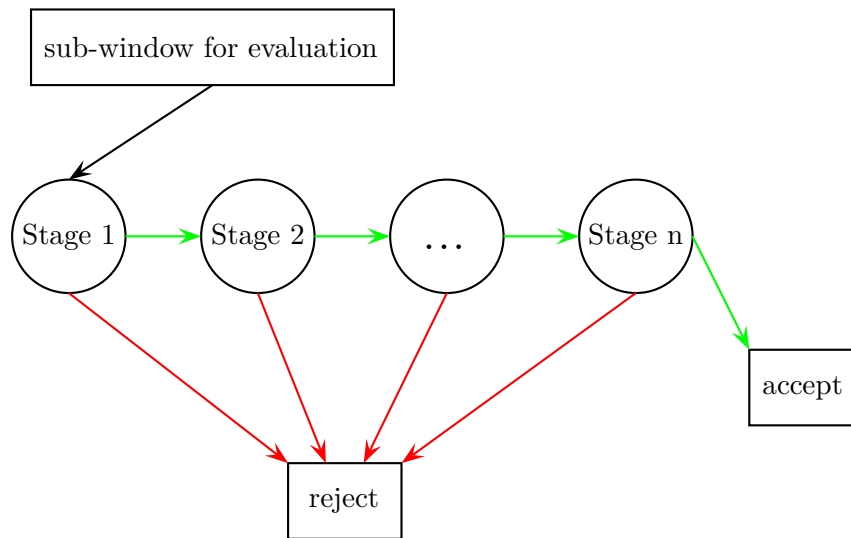 sub-window for evaluation
Stage 1
Stage 2
...
Stage n
accept
reject